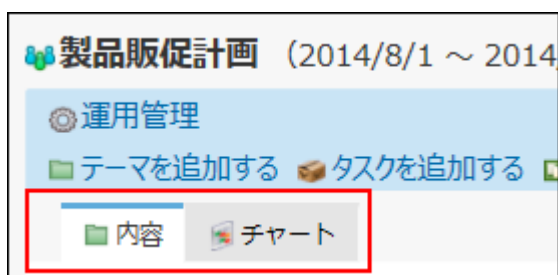 製品販促計画 (2014/8/1 ～ 2014/
運用管理
テーマを追加する タスクを追加する
内容 チャート